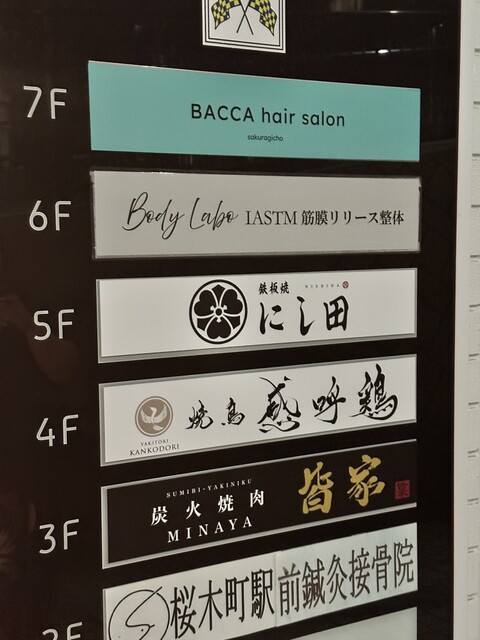 7F
BACCA hair salon
sakuragicho
6F
Body Labo IASTM 筋膜リリース整体
5F
鉄板焼 NISHIDA
にし田
4F
YAKITORI
KANKODORI
焼鳥 感呼鶏
3F
SUMIBI-YAKINIKU
炭火焼肉
MINAYA
皆家
2F
桜木町駅前鍼灸接骨院